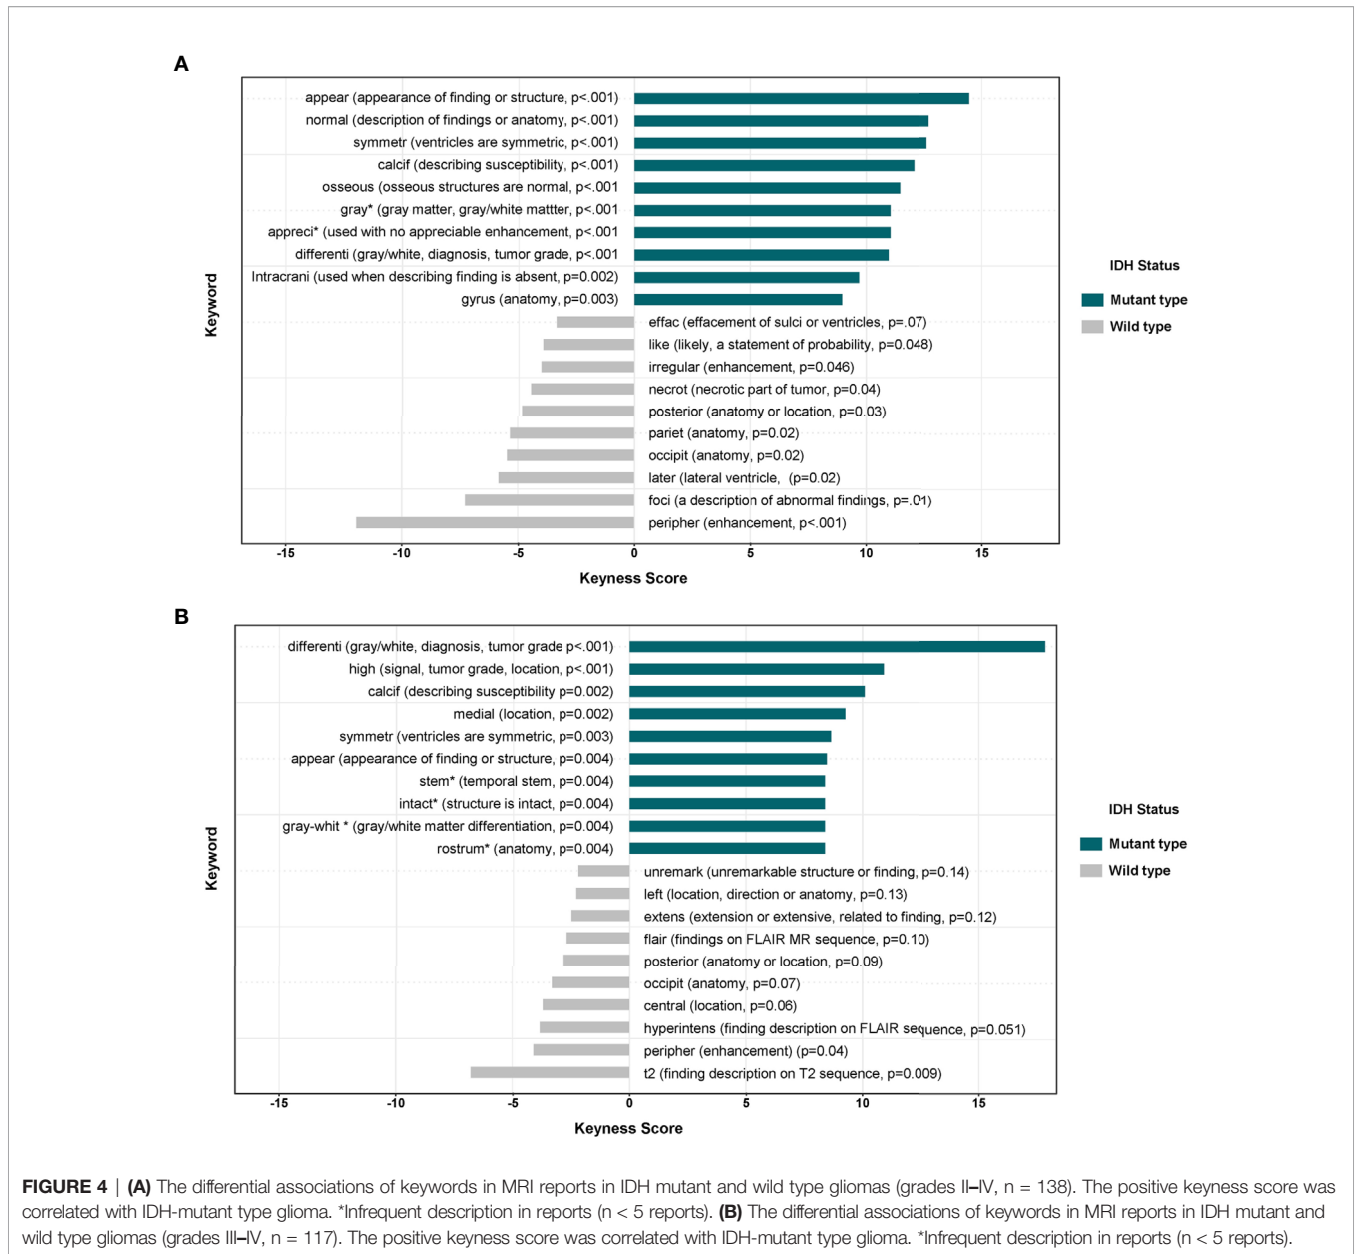 A
appear (appearance of finding or structure, p<.001)
normal (description of findings or anatomy, p<.001)
symmetr (ventricles are symmetric, p<.001)
calcif (describing susceptibility, p<.001)
osseous (osseous structures are normal, p<.001
gray* (gray matter, gray/white mattter, p<.001
appreci* (used with no appreciable enhancement, p<.001
differenti (gray/white, diagnosis, tumor grade, p<.001
Intracrani (used when describing finding is absent, p=0.002)
gyrus (anatomy, p=0.003)
effac (effacement of sulci or ventricles, p=.07)
like (likely, a statement of probability, p=0.048)
irregular (enhancement, p=0.046)
necrot (necrotic part of tumor, p=0.04)
posterior (anatomy or location, p=0.03)
pariet (anatomy, p=0.02)
occipit (anatomy, p=0.02)
later (lateral ventricle, (p=0.02)
foci (a description of abnormal findings, p=.01)
peripher (enhancement, p<.001)
Keyword
IDH Status
Mutant type
Wild type
-15 -10 -5 0 5 10 15
Keyness Score
B
differenti (gray/white, diagnosis, tumor grade p<.001)
high (signal, tumor grade, location, p<.001)
calcif (describing susceptibility p=0.002)
medial (location, p=0.002)
symmetr (ventricles are symmetric, p=0.003)
appear (appearance of finding or structure, p=0.004)
stem* (temporal stem, p=0.004)
intact* (structure is intact, p=0.004)
gray-whit * (gray/white matter differentiation, p=0.004)
rostrum* (anatomy, p=0.004)
unremark (unremarkable structure or finding, p=0.14)
left (location, direction or anatomy, p=0.13)
extens (extension or extensive, related to finding, p=0.12)
flair (findings on FLAIR MR sequence, p=0.10)
posterior (anatomy or location, p=0.09)
occipit (anatomy, p=0.07)
central (location, p=0.06)
hyperintens (finding description on FLAIR sequence, p=0.051)
peripher (enhancement) (p=0.04)
t2 (finding description on T2 sequence, p=0.009)
Keyword
IDH Status
Mutant type
Wild type
-15 -10 -5 0 5 10 15
Keyness Score
FIGURE 4 | (A) The differential associations of keywords in MRI reports in IDH mutant and wild type gliomas (grades II–IV, n = 138). The positive keyness score was
correlated with IDH-mutant type glioma. *Infrequent description in reports (n < 5 reports). (B) The differential associations of keywords in MRI reports in IDH mutant and
wild type gliomas (grades III–IV, n = 117). The positive keyness score was correlated with IDH-mutant type glioma. *Infrequent description in reports (n < 5 reports).